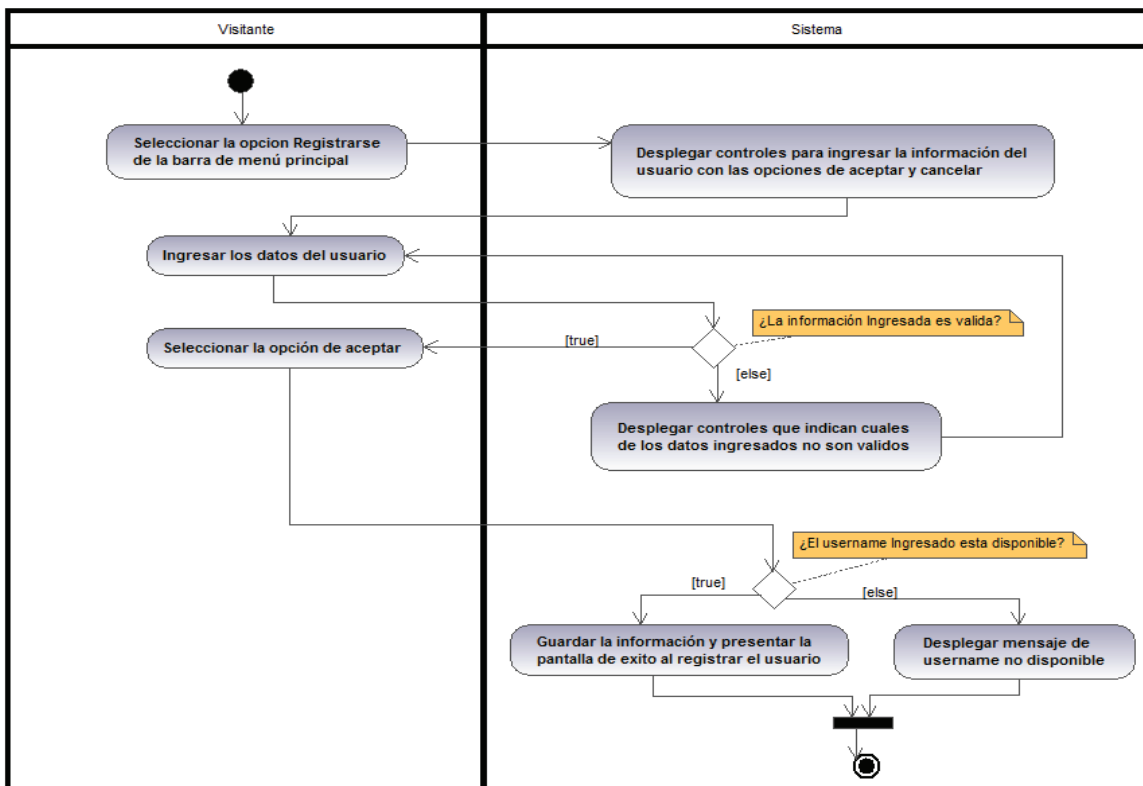 Visitante
Sistema
Seleccionar la opcion Registrarse
de la barra de menú principal
Desplegar controles para ingresar la información del
usuario con las opciones de aceptar y cancelar
Ingresar los datos del usuario
¿La información Ingresada es valida?
Seleccionar la opción de aceptar
[true]
[else]
Desplegar controles que indican cuales
de los datos ingresados no son validos
¿El username Ingresado esta disponible?
[true]
[else]
Guardar la información y presentar la
pantalla de exito al registrar el usuario
Desplegar mensaje de
username no disponible